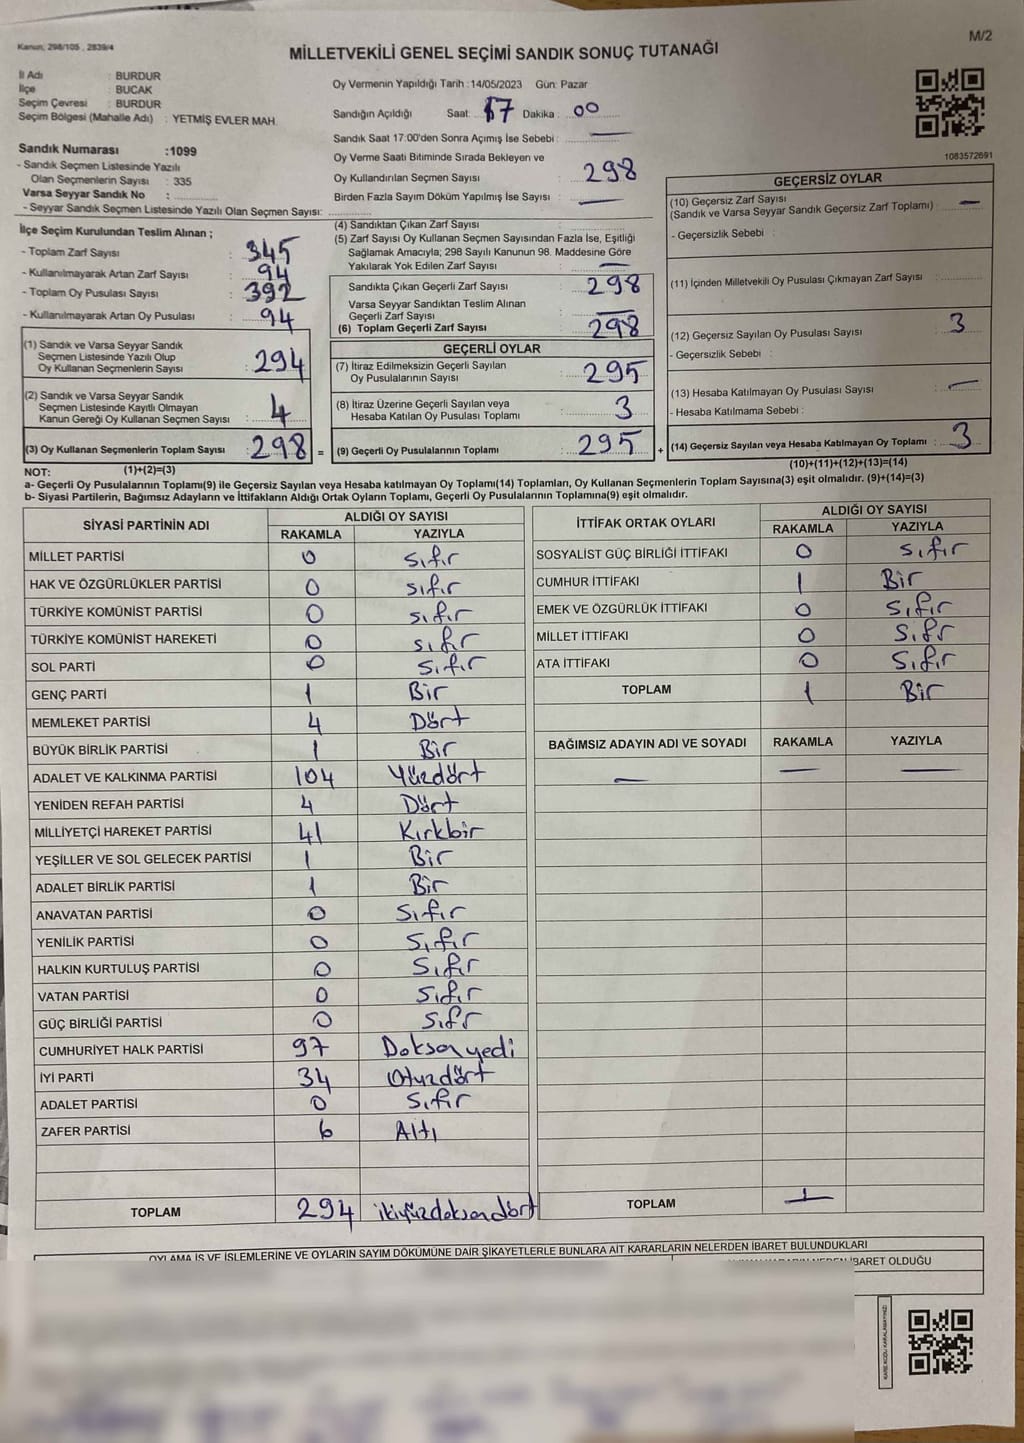 Kanun; 298/105 , 2839/4
M/2
MİLLETVEKİLİ GENEL SEÇİMİ SANDIK SONUÇ TUTANAĞI
İl Adı : BURDUR
İlçe : BUCAK
Seçim Çevresi : BURDUR
Seçim Bölgesi (Mahalle Adı) : YETMİŞ EVLER MAH.
Sandık Numarası :1099
- Sandık Seçmen Listesinde Yazılı
Olan Seçmenlerin Sayısı : 335
Varsa Seyyar Sandık No :
- Seyyar Sandık Seçmen Listesinde Yazılı Olan Seçmen Sayısı:
Oy Vermenin Yapıldığı Tarih : 14/05/2023 Gün: Pazar
Sandığın Açıldığı Saat: 17 Dakika : 00
Sandık Saat 17:00'den Sonra Açımış İse Sebebi : —
Oy Verme Saati Bitiminde Sırada Bekleyen ve
Oy Kullandırılan Seçmen Sayısı : 298
Birden Fazla Sayım Döküm Yapılmış İse Sayısı : —
1083572691
İlçe Seçim Kurulundan Teslim Alınan ;
- Toplam Zarf Sayısı : 345
- Kullanılmayarak Artan Zarf Sayısı : 94
- Toplam Oy Pusulası Sayısı : 392
- Kullanılmayarak Artan Oy Pusulası : 94
(1) Sandık ve Varsa Seyyar Sandık
Seçmen Listesinde Yazılı Olup
Oy Kullanan Seçmenlerin Sayısı : 294
(2) Sandık ve Varsa Seyyar Sandık
Seçmen Listesinde Kayıtlı Olmayan
Kanun Gereği Oy Kullanan Seçmen Sayısı : 4
(3) Oy Kullanan Seçmenlerin Toplam Sayısı : 298 =
(4) Sandıktan Çıkan Zarf Sayısı :
(5) Zarf Sayısı Oy Kullanan Seçmen Sayısından Fazla İse, Eşitliği
Sağlamak Amacıyla; 298 Sayılı Kanunun 98. Maddesine Göre
Yakılarak Yok Edilen Zarf Sayısı : —
Sandıkta Çıkan Geçerli Zarf Sayısı : 298
Varsa Seyyar Sandıktan Teslim Alınan
Geçerli Zarf Sayısı : —
(6) Toplam Geçerli Zarf Sayısı : 298
GEÇERLİ OYLAR
(7) İtiraz Edilmeksizin Geçerli Sayılan
Oy Pusulalarının Sayısı : 295
(8) İtiraz Üzerine Geçerli Sayılan veya
Hesaba Katılan Oy Pusulası Toplamı : 3
(9) Geçerli Oy Pusulalarının Toplamı : 295 +
GEÇERSİZ OYLAR
(10) Geçersiz Zarf Sayısı
(Sandık ve Varsa Seyyar Sandık Geçersiz Zarf Toplamı) : —
- Geçersizlik Sebebi :
(11) İçinden Milletvekili Oy Pusulası Çıkmayan Zarf Sayısı :
(12) Geçersiz Sayılan Oy Pusulası Sayısı : 3
- Geçersizlik Sebebi :
(13) Hesaba Katılmayan Oy Pusulası Sayısı : —
- Hesaba Katılmama Sebebi :
(14) Geçersiz Sayılan veya Hesaba Katılmayan Oy Toplamı : 3
NOT: (1)+(2)=(3)
(10)+(11)+(12)+(13)=(14)
a- Geçerli Oy Pusulalarının Toplamı(9) ile Geçersiz Sayılan veya Hesaba katılmayan Oy Toplamı(14) Toplamları, Oy Kullanan Seçmenlerin Toplam Sayısına(3) eşit olmalıdır. (9)+(14)=(3)
b- Siyasi Partilerin, Bağımsız Adayların ve İttifakların Aldığı Ortak Oyların Toplamı, Geçerli Oy Pusulalarının Toplamına(9) eşit olmalıdır.
SİYASİ PARTİNİN ADI ALDIĞI OY SAYISI
RAKAMLA YAZIYLA
MİLLET PARTİSİ 0 Sıfır
HAK VE ÖZGÜRLÜKLER PARTİSİ 0 sıfır
TÜRKİYE KOMÜNİST PARTİSİ 0 sıfır
TÜRKİYE KOMÜNİST HAREKETİ 0 sıfır
SOL PARTİ 0 Sıfır
GENÇ PARTİ 1 Bir
MEMLEKET PARTİSİ 4 Dört
BÜYÜK BİRLİK PARTİSİ 1 Bir
ADALET VE KALKINMA PARTİSİ 104 Yüzdört
YENİDEN REFAH PARTİSİ 4 Dört
MİLLİYETÇİ HAREKET PARTİSİ 41 Kırkbir
YEŞİLLER VE SOL GELECEK PARTİSİ 1 Bir
ADALET BİRLİK PARTİSİ 1 Bir
ANAVATAN PARTİSİ 0 Sıfır
YENİLİK PARTİSİ 0 Sıfır
HALKIN KURTULUŞ PARTİSİ 0 Sıfır
VATAN PARTİSİ 0 Sıfır
GÜÇ BİRLİĞİ PARTİSİ 0 Sıfr
CUMHURİYET HALK PARTİSİ 97 Doksanyedi
İYİ PARTİ 34 Otuzdört
ADALET PARTİSİ 0 Sıfır
ZAFER PARTİSİ 6 Altı
TOPLAM 294 ikiyüzdoksandört
İTTİFAK ORTAK OYLARI ALDIĞI OY SAYISI
RAKAMLA YAZIYLA
SOSYALİST GÜÇ BİRLİĞİ İTTİFAKI 0 Sıfır
CUMHUR İTTİFAKI 1 Bir
EMEK VE ÖZGÜRLÜK İTTİFAKI 0 Sıfır
MİLLET İTTİFAKI 0 Sıfr
ATA İTTİFAKI 0 Sıfır
TOPLAM 1 Bir
BAĞIMSIZ ADAYIN ADI VE SOYADI RAKAMLA YAZIYLA
— — —
TOPLAM 1
OYLAMA İŞ VE İŞLEMLERİNE VE OYLARIN SAYIM DÖKÜMÜNE DAİR ŞİKAYETLERLE BUNLARA AİT KARARLARIN NELERDEN İBARET BULUNDUKLARI
İBARET OLDUĞU
KARE KODU KARALAMAYINIZ!